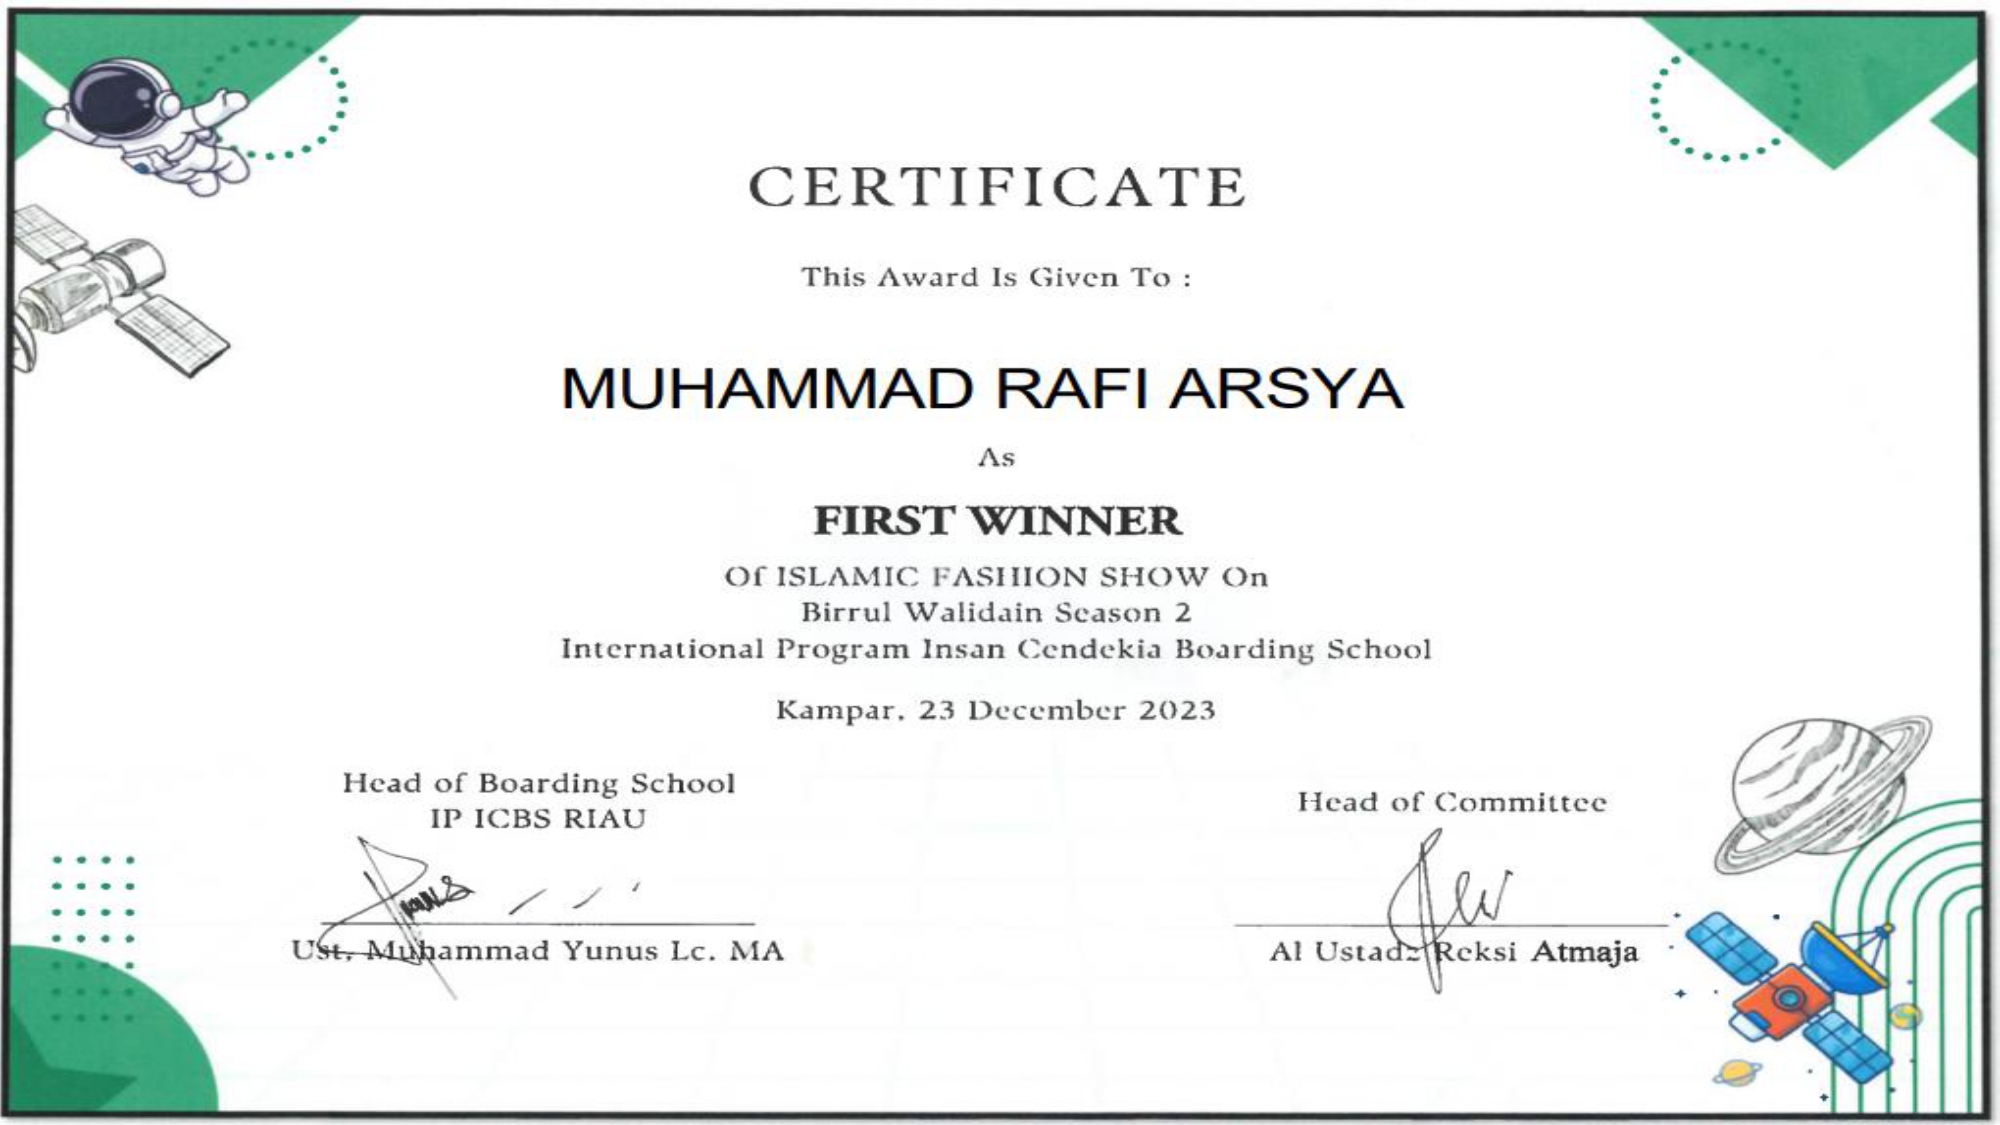 CERTIFICATE
This Award Is Given To :
MUHAMMAD RAFI ARSYA
As
FIRST WINNER
Of ISLAMIC FASHION SHOW On
Birrul Walidain Season 2
International Program Insan Cendekia Boarding School
Kampar, 23 December 2023
Head of Boarding School
IP ICBS RIAU
Yunus
Ust. Muhammad Yunus Lc. MA
Head of Committee
Al Ustadz Reksi Atmaja